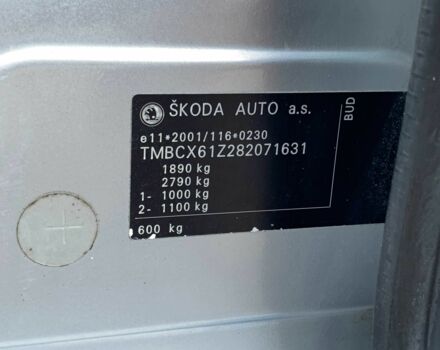 ŠKODA AUTO a.s.
e11*2001/116*0230
TMBCX61Z282071631
1890 kg
2790 kg
1- 1000 kg
2- 1100 kg
600 kg
BUD